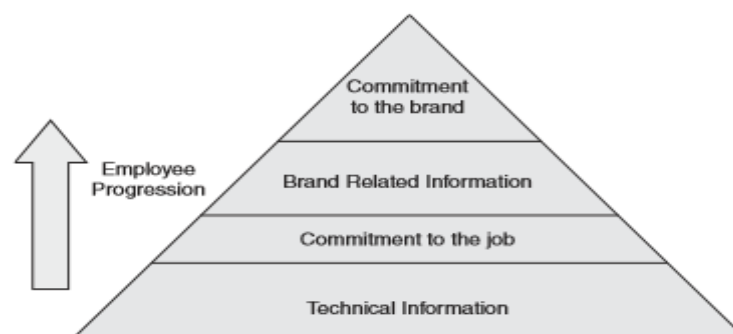 Commitment
to the brand
Employee
Progression
Brand Related Information
Commitment to the job
Technical Information